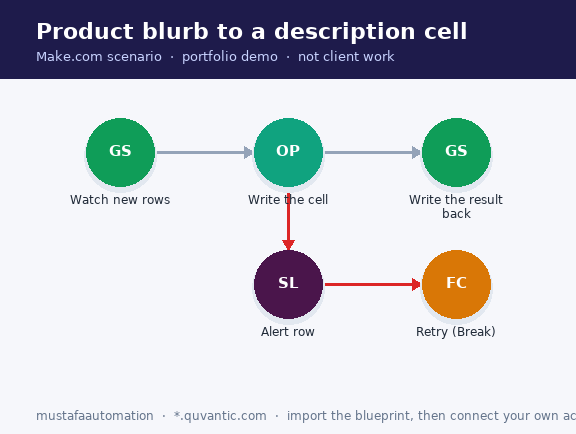 Product blurb to a description cell
Make.com scenario · portfolio demo · not client work
GS
OP
GS
Watch new rows
Write the cell
Write the result
back
SL
FC
Alert row
Retry (Break)
mustafaautomation · *.quvantic.com · import the blueprint, then connect your own